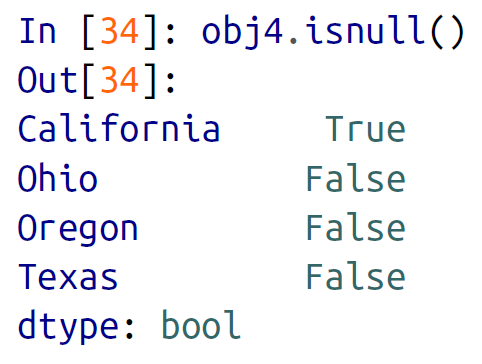 In [34]: obj4.isnull()
Out[34]:
California     True
Ohio          False
Oregon        False
Texas         False
dtype: bool